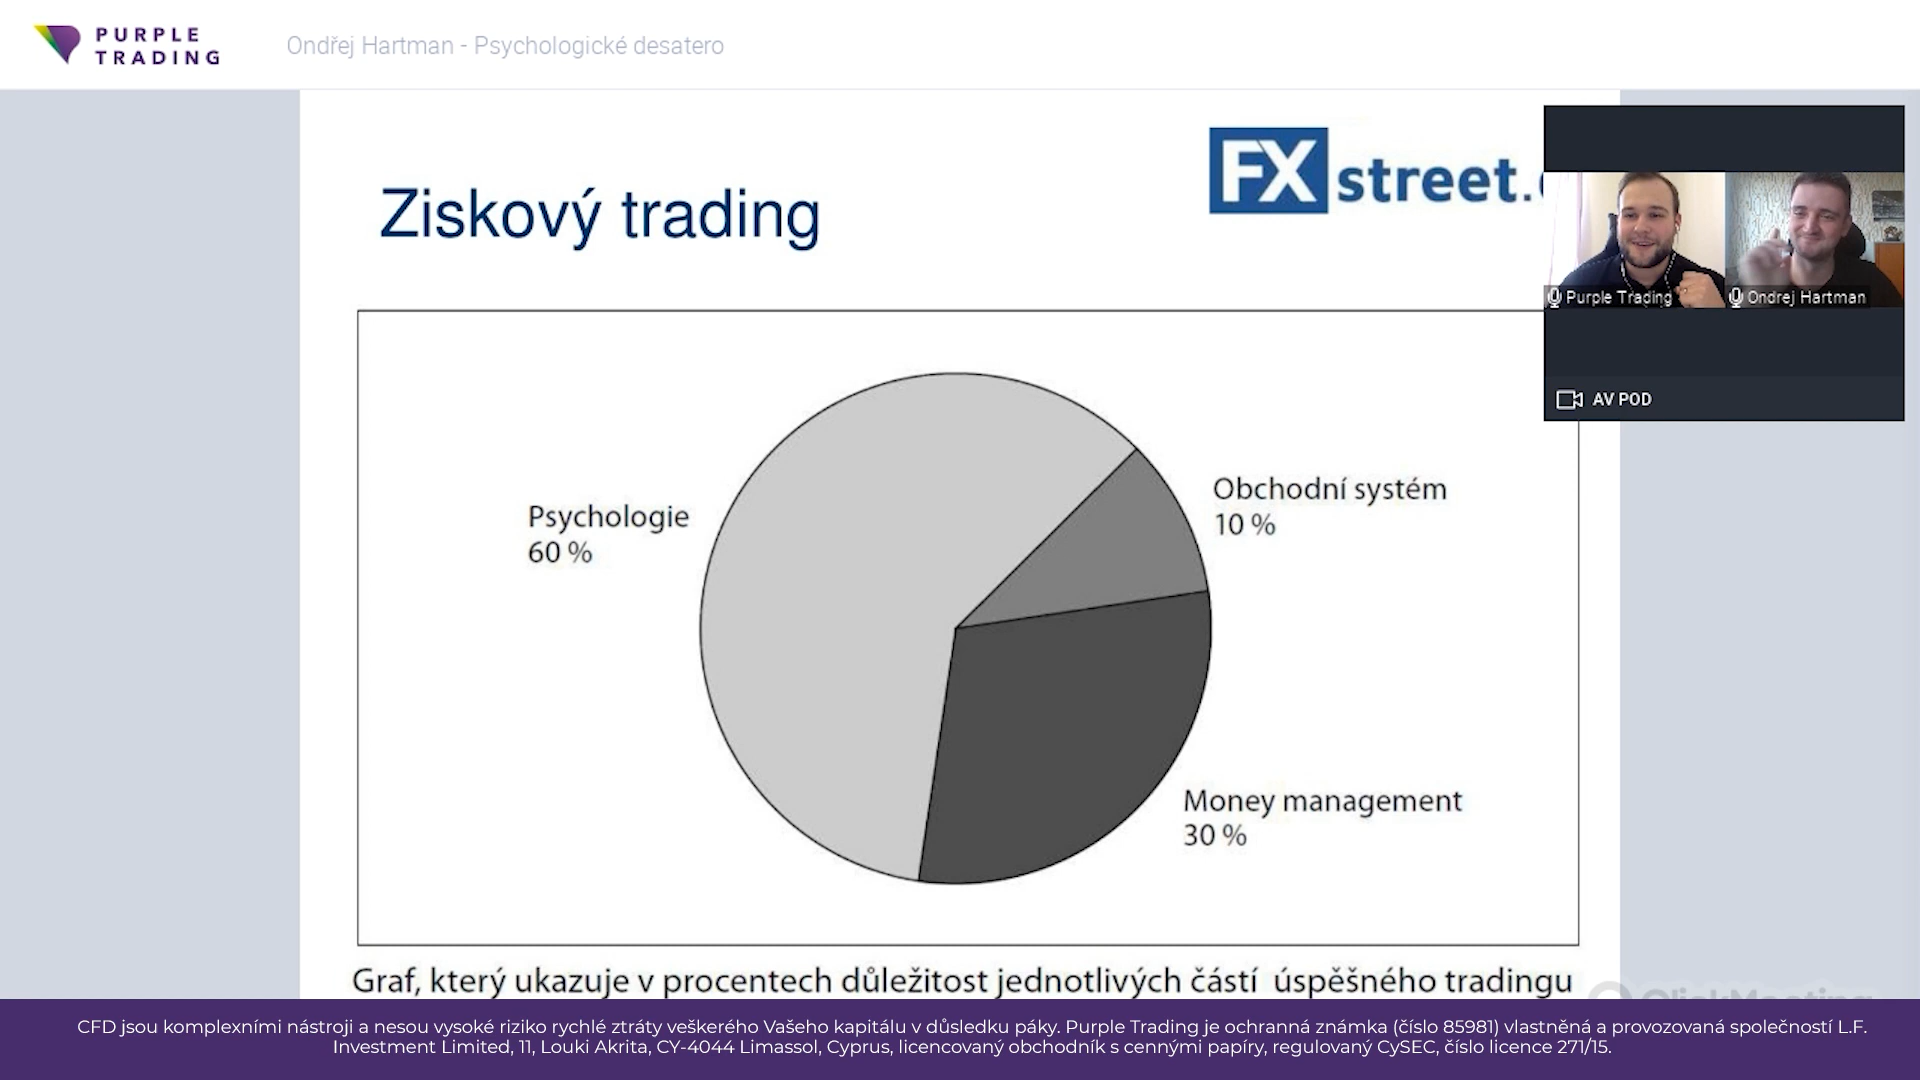 PURPLE
TRADING
Ondřej Hartman - Psychologické desatero
FXstreet.
Ziskový trading
Purple Trading
Ondrej Hartman
AV POD
Psychologie
60 %
Obchodní systém
10 %
Money management
30 %
Graf, který ukazuje v procentech důležitost jednotlivých částí úspěšného tradingu
ClickMeeting
CFD jsou komplexními nástroji a nesou vysoké riziko rychlé ztráty veškerého Vašeho kapitálu v důsledku páky. Purple Trading je ochranná známka (číslo 85981) vlastněná a provozovaná společností L.F.
Investment Limited, 11, Louki Akrita, CY-4044 Limassol, Cyprus, licencovaný obchodník s cennými papíry, regulovaný CySEC, číslo licence 271/15.